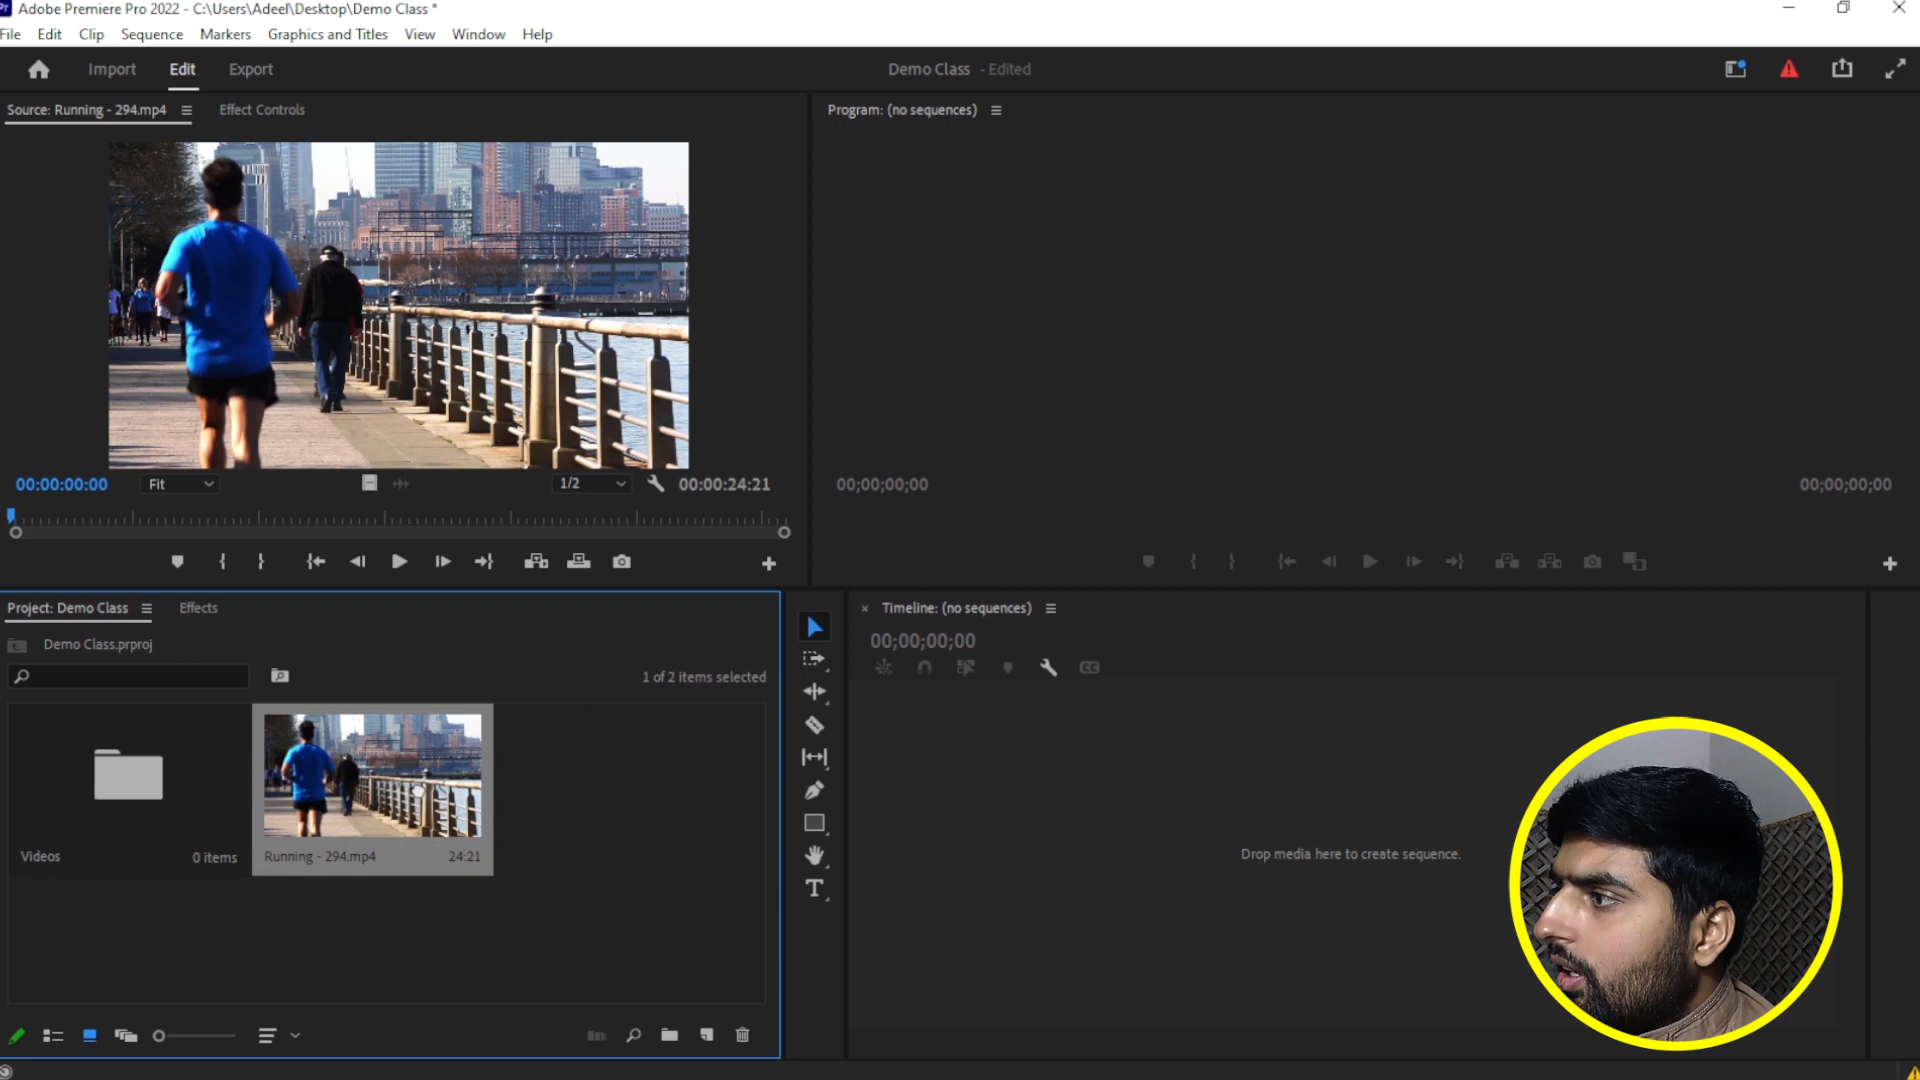 Pr Adobe Premiere Pro 2022 - C:\Users\Adeel\Desktop\Demo Class *
File Edit Clip Sequence Markers Graphics and Titles View Window Help
Import Edit Export Demo Class - Edited
Source: Running - 294.mp4 Effect Controls Program: (no sequences)
00:00:00:00 Fit 1/2 00:00:24:21 00;00;00;00 00;00;00;00
Project: Demo Class Effects Timeline: (no sequences)
Demo Class.prproj 00;00;00;00
1 of 2 items selected
CC
Drop media here to create sequence.
Videos 0 items Running - 294.mp4 24:21